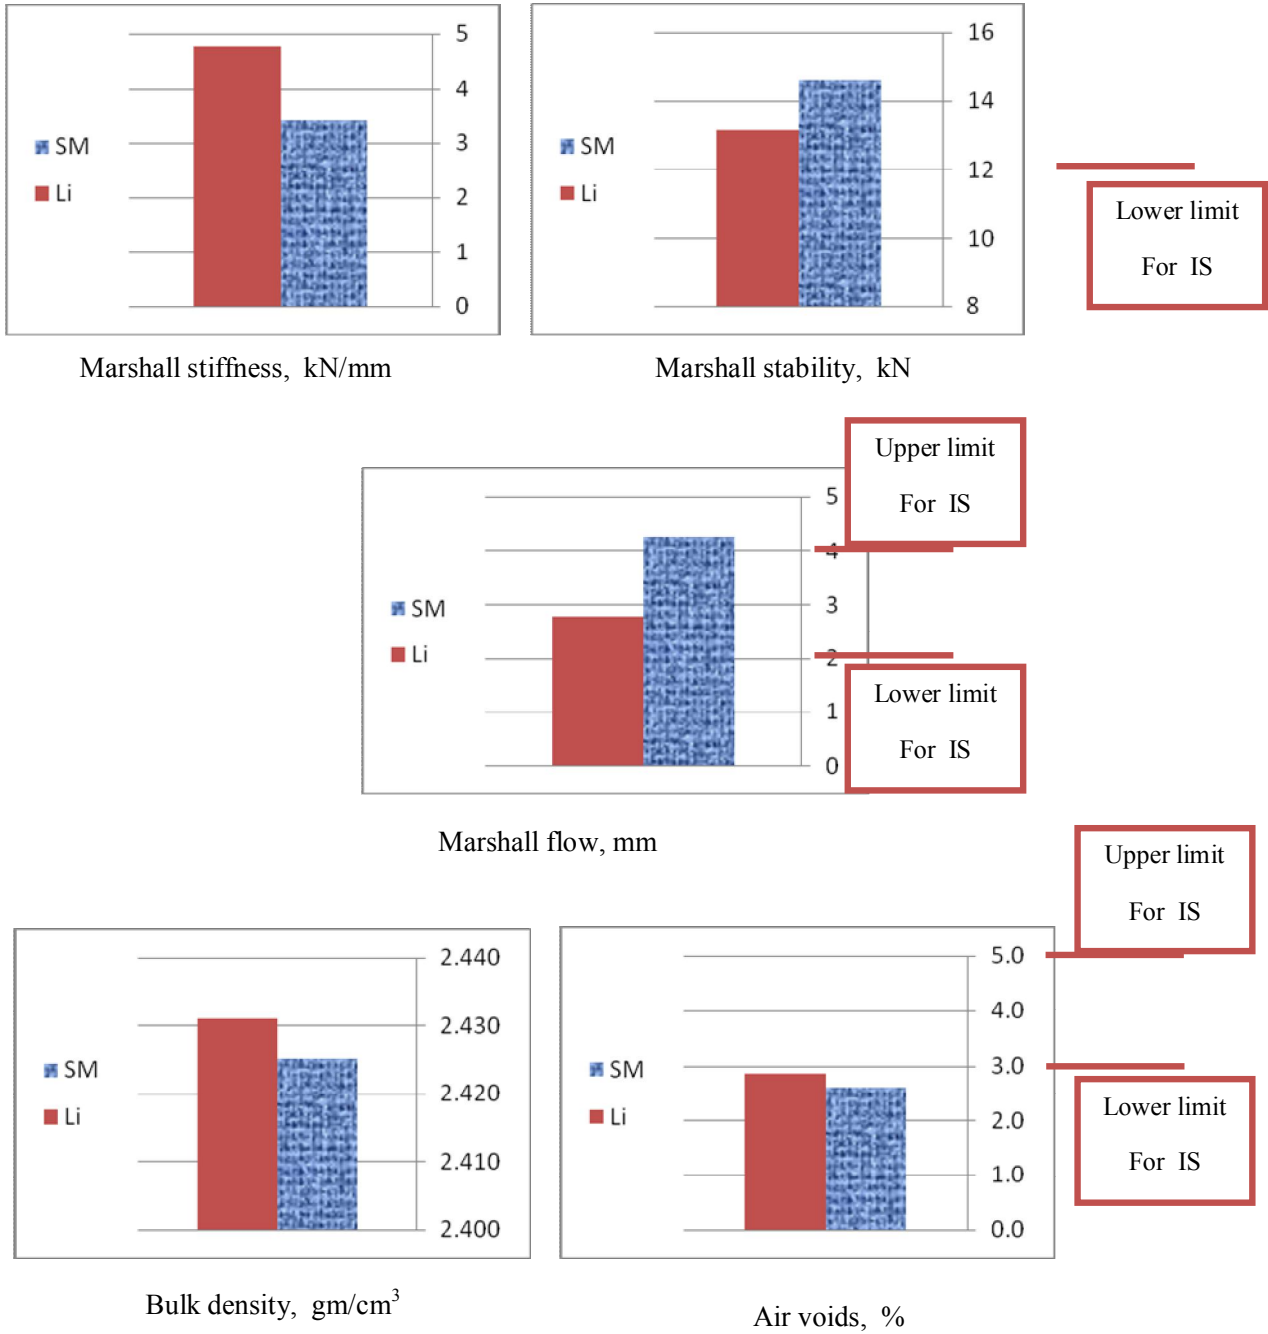 5
4
3
2
1
0
SM
Li
Marshall stiffness, kN/mm
16
14
12
10
8
SM
Li
Lower limit
For IS
Marshall stability, kN
Upper limit
For IS
5
4
3
2
1
0
SM
Li
Lower limit
For IS
Marshall flow, mm
2.440
2.430
2.420
2.410
2.400
SM
Li
Bulk density, gm/cm³
Upper limit
For IS
5.0
4.0
3.0
2.0
1.0
0.0
SM
Li
Lower limit
For IS
Air voids, %